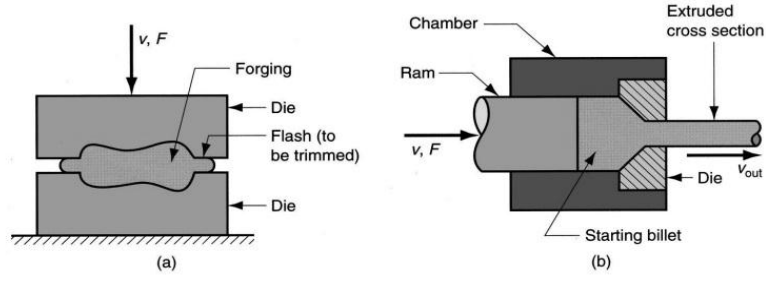 v, F
Forging
Die
Flash (to
be trimmed)
Die
(a)
Chamber
Extruded
cross section
Ram
v, F
v_out
Die
Starting billet
(b)